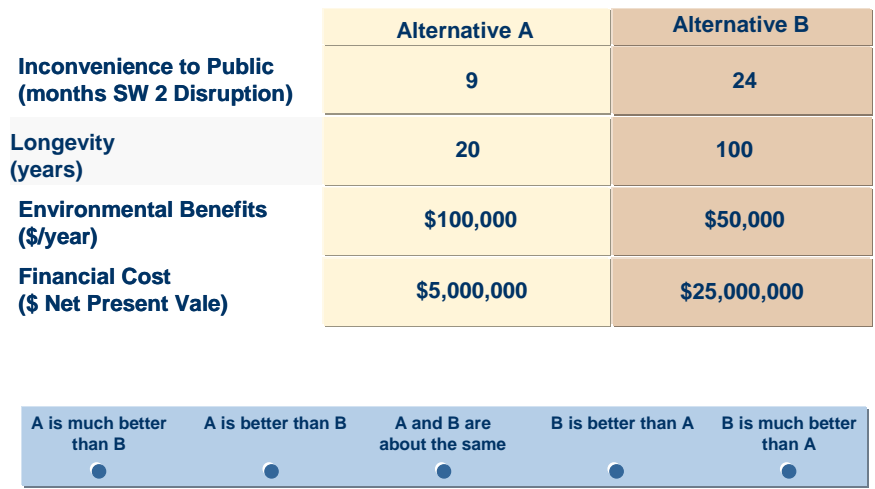 Alternative A
Alternative B
Inconvenience to Public
(months SW 2 Disruption)
9
24
Longevity
(years)
20
100
Environmental Benefits
($/year)
$100,000
$50,000
Financial Cost
($ Net Present Vale)
$5,000,000
$25,000,000
A is much better
than B
A is better than B
A and B are
about the same
B is better than A
B is much better
than A